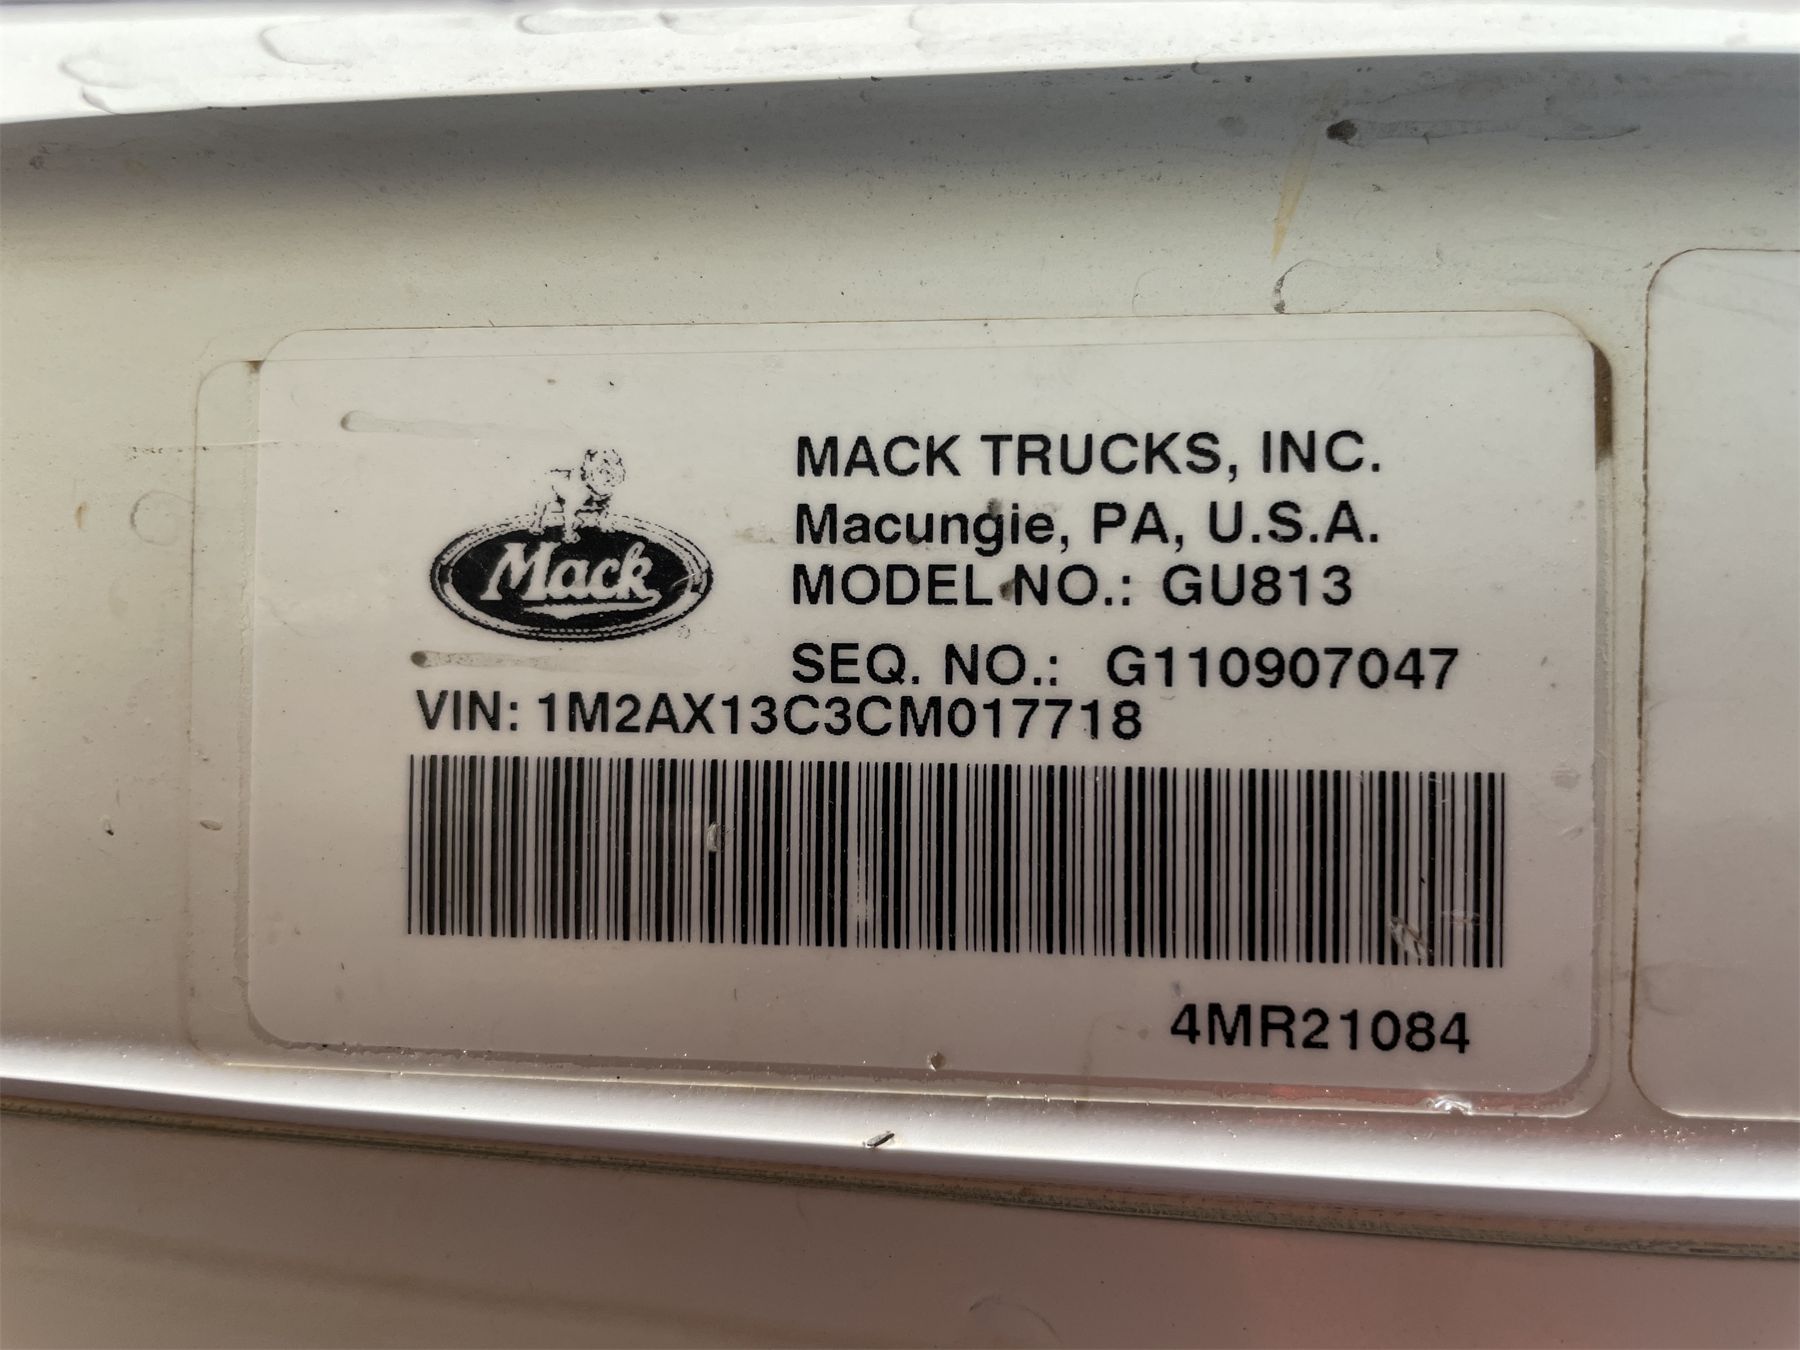 MACK TRUCKS, INC.
Macungie, PA, U.S.A.
Mack
MODEL NO.: GU813
SEQ. NO.: G110907047
VIN: 1M2AX13C3CM017718
4MR21084